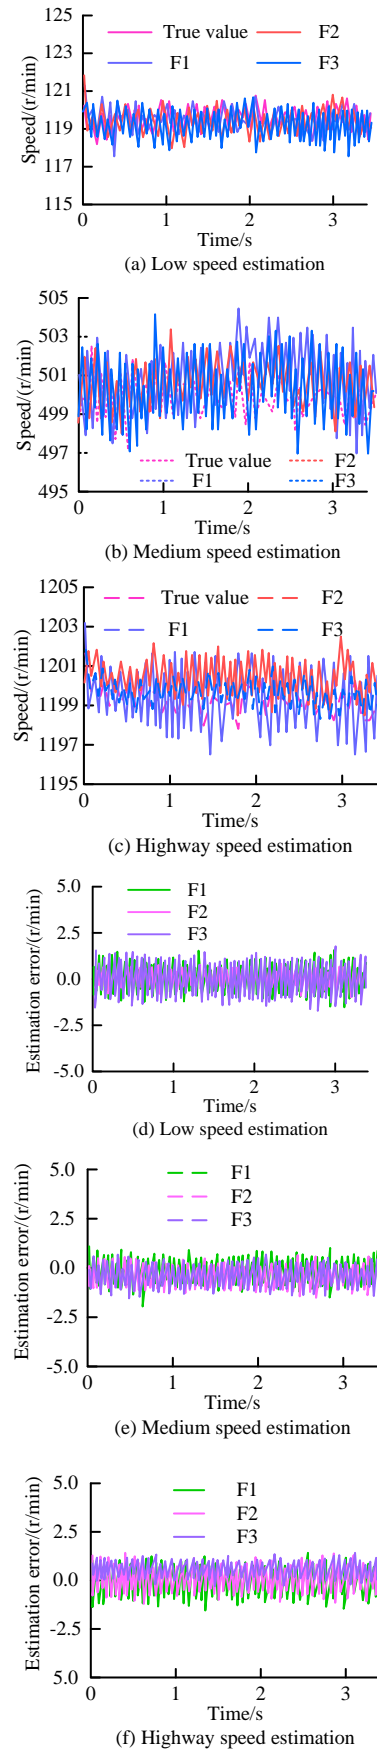 125
True value F2
F1 F3
121
119
117
115
Speed/(r/min)
0 1 2 3
Time/s
(a) Low speed estimation
505
503
501
499
497
495
Speed/(r/min)
True value F2
F1 F3
0 1 2 3
Time/s
(b) Medium speed estimation
1205
True value F2
1203
F1 F3
1201
1199
1197
1195
Speed/(r/min)
0 1 2 3
Time/s
(c) Highway speed estimation
5.0
F1
F2
2.5
F3
0.0
-2.5
-5.0
Estimation error/(r/min)
0 1 2 3
Time/s
(d) Low speed estimation
5.0
F1
F2
2.5
F3
0.0
-2.5
-5.0
Estimation error/(r/min)
0 1 2 3
Time/s
(e) Medium speed estimation
5.0
F1
F2
2.5
F3
0.0
-2.5
5.0
Estimation error/(r/min)
0 1 2 3
Time/s
(f) Highway speed estimation